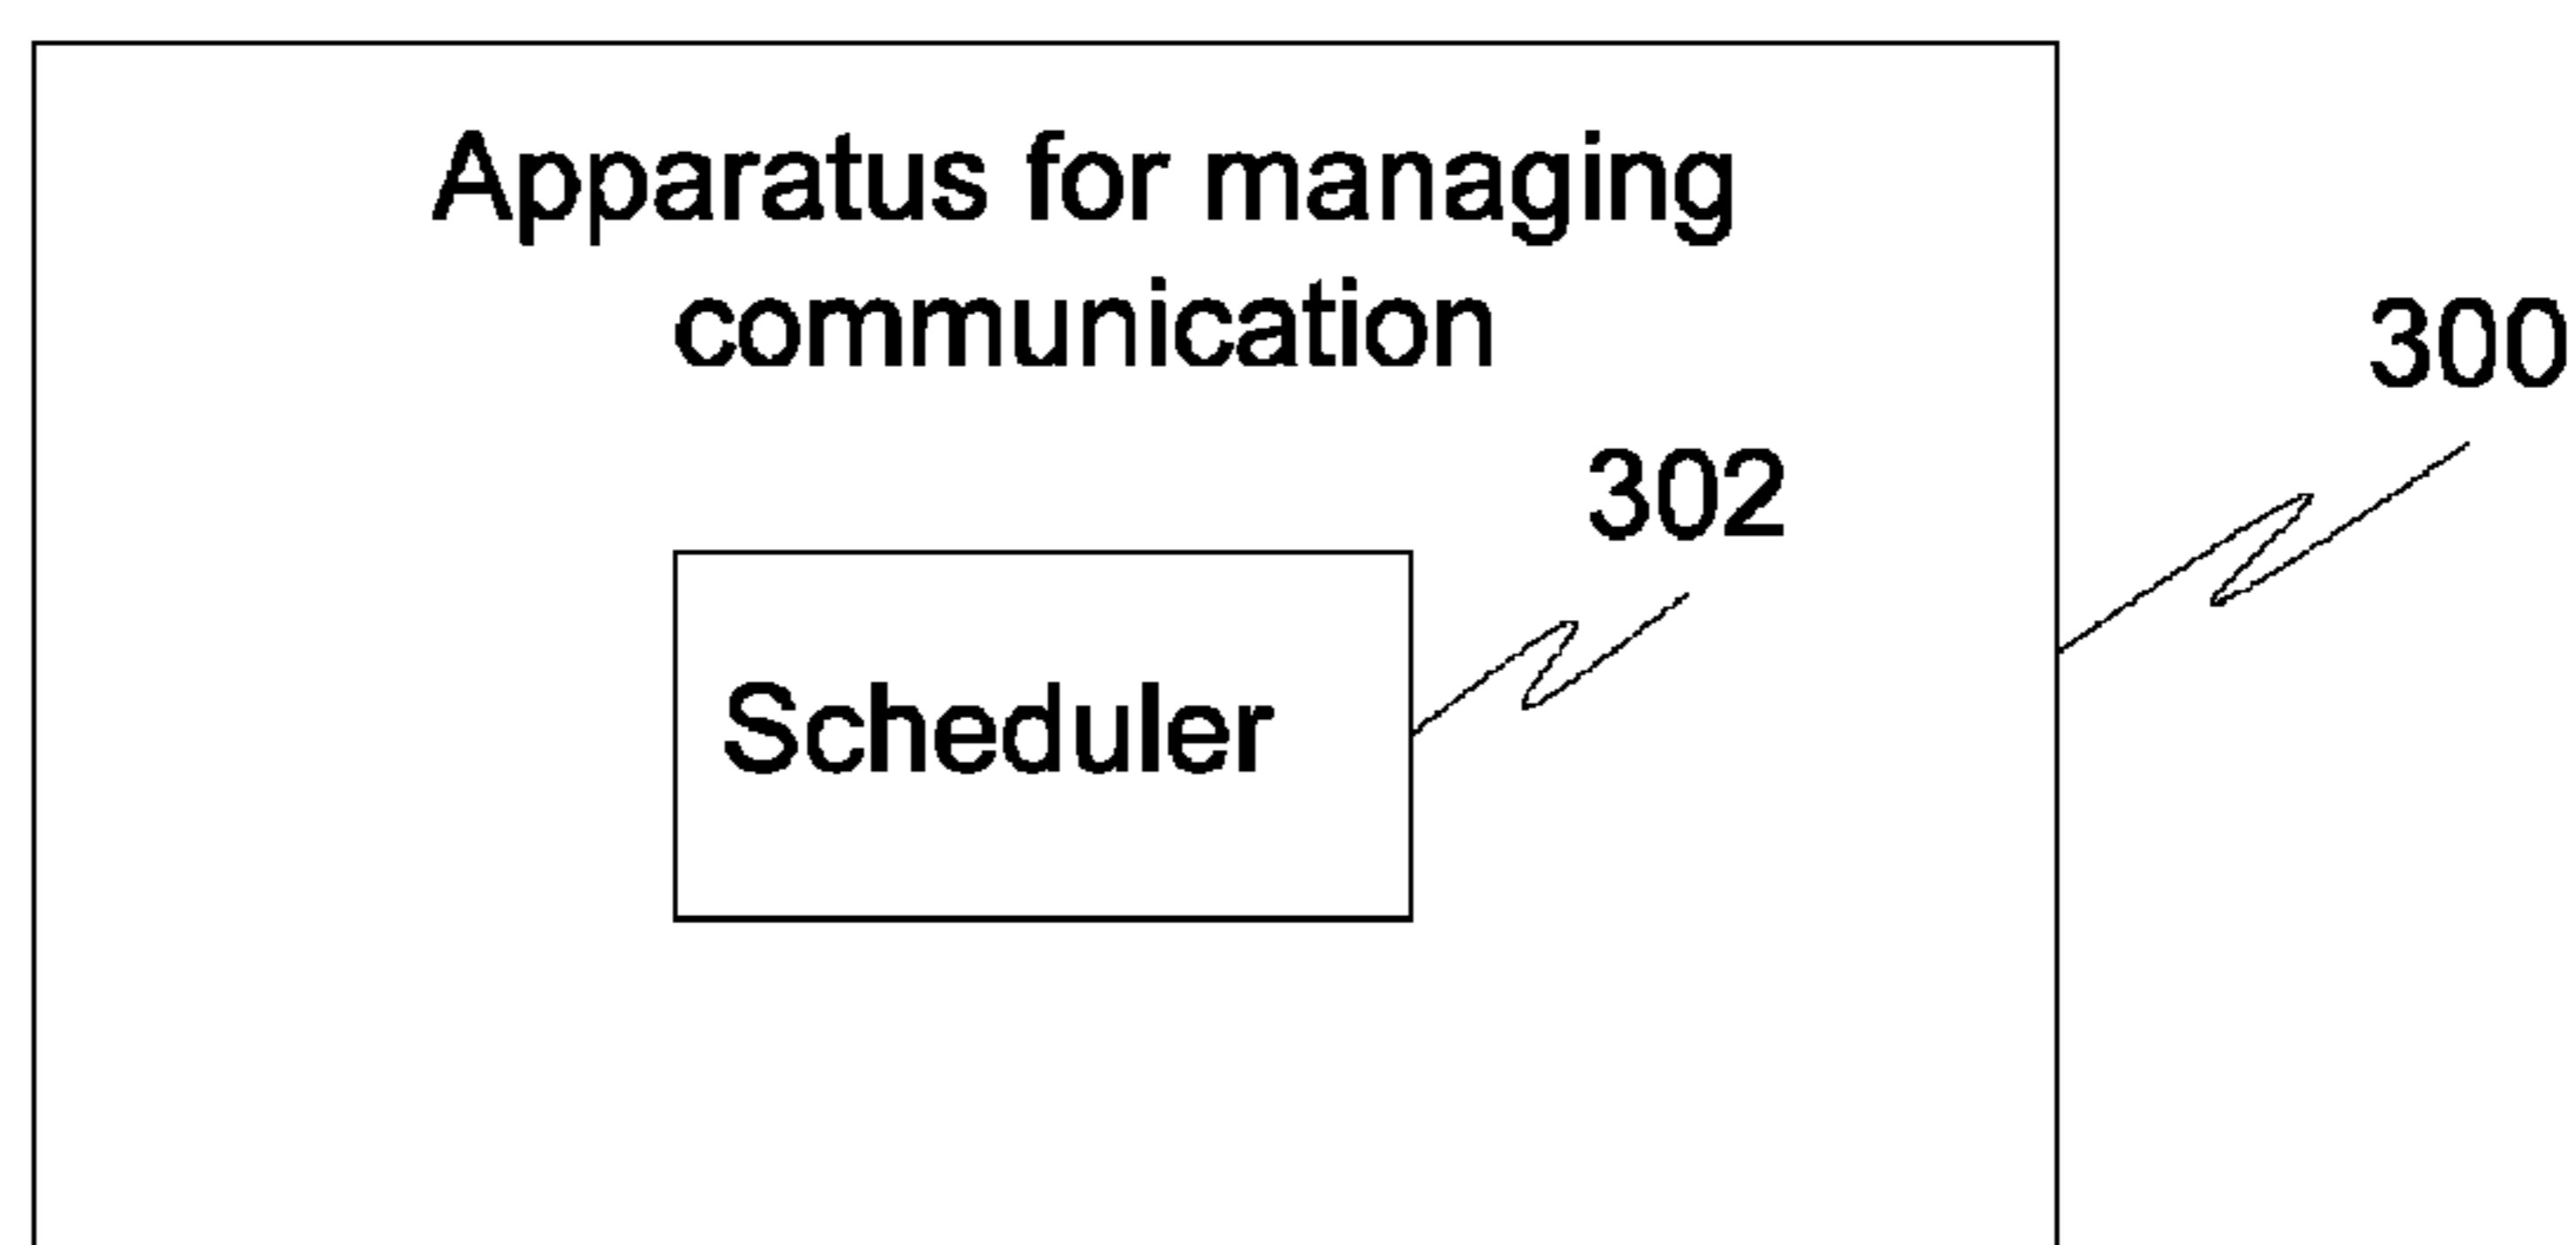 Apparatus for managing
communication
300
302
Scheduler